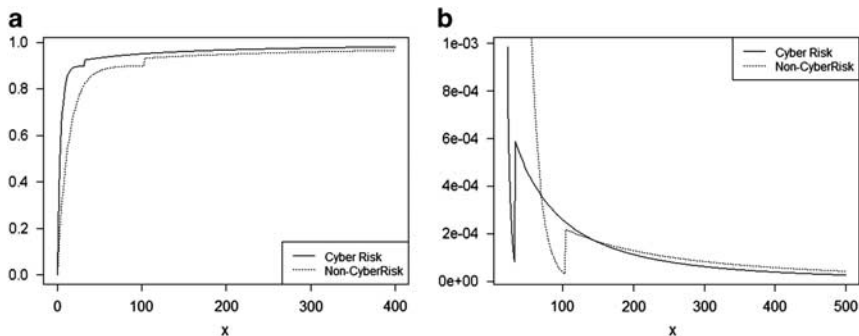 a
1.0
0.8
0.6
0.4
0.2
0.0
Cyber Risk
Non-CyberRisk
0 100 200 300 400
x
b
1e-03
8e-04
6e-04
4e-04
2e-04
0e+00
Cyber Risk
Non-CyberRisk
100 200 300 400 500
x